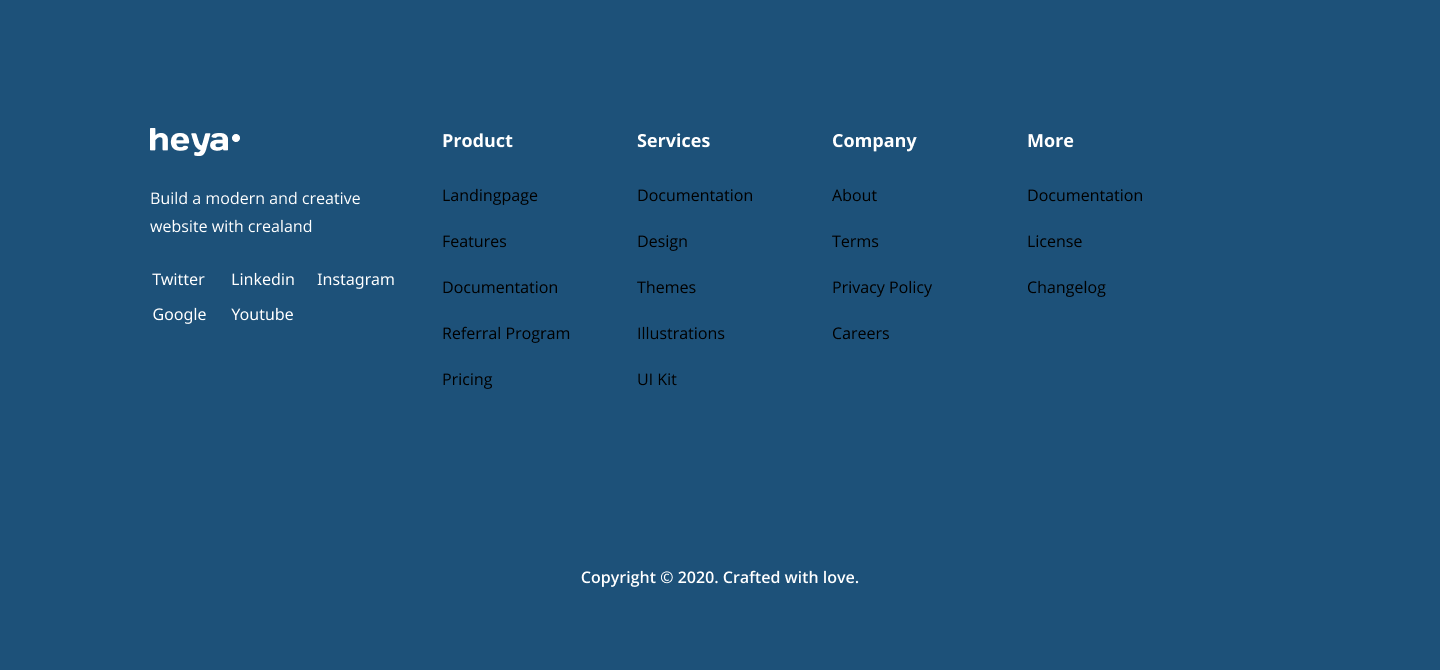 heya
Build a modern and creative
website with crealand
Twitter Linkedin Instagram
Google Youtube
Product
Landingpage
Features
Documentation
Referral Program
Pricing
Services
Documentation
Design
Themes
Illustrations
UI Kit
Company
About
Terms
Privacy Policy
Careers
More
Documentation
License
Changelog
Copyright © 2020. Crafted with love.